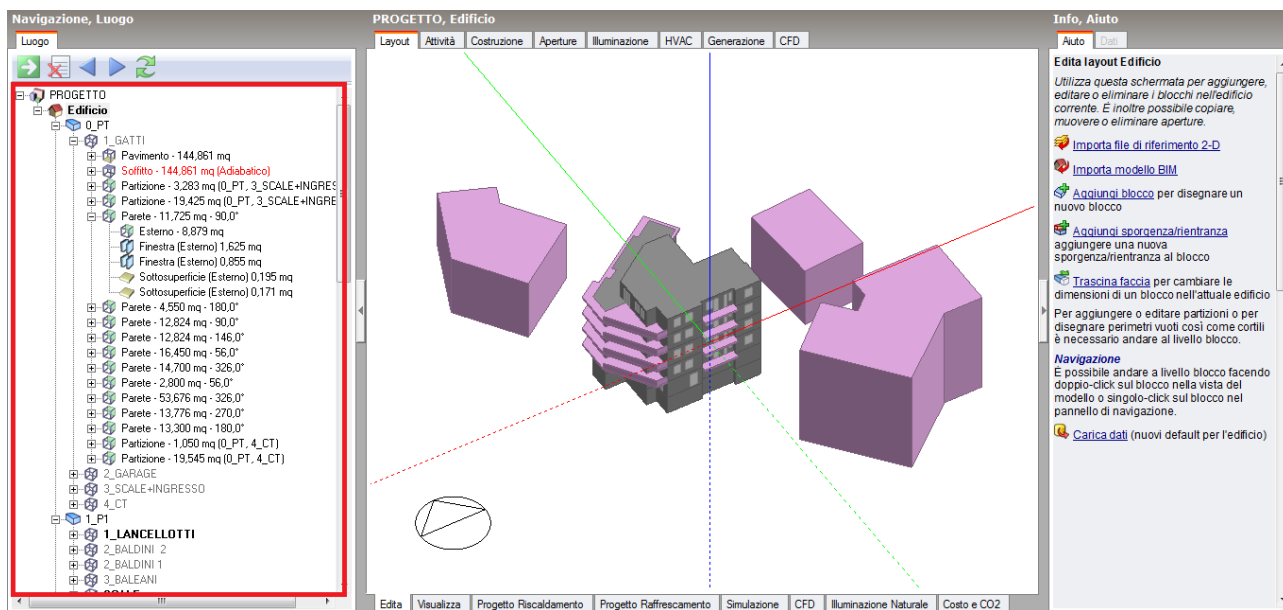 Navigazione, Luogo
Luogo
PROGETTO
Edificio
0_PT
1_GATTI
Pavimento - 144,861 mq
Soffitto - 144,861 mq (Adiabatico)
Partizione - 3,283 mq (0_PT, 3_SCALE+INGRES
Partizione - 19,425 mq (0_PT, 3_SCALE+INGRE
Parete - 11,725 mq - 90,0°
Esterno - 8,879 mq
Finestra (Esterno) 1,625 mq
Finestra (Esterno) 0,855 mq
Sottosuperficie (Esterno) 0,195 mq
Sottosuperficie (Esterno) 0,171 mq
Parete - 4,550 mq - 180,0°
Parete - 12,824 mq - 90,0°
Parete - 12,824 mq - 146,0°
Parete - 16,450 mq - 56,0°
Parete - 14,700 mq - 326,0°
Parete - 2,800 mq - 56,0°
Parete - 53,676 mq - 326,0°
Parete - 13,776 mq - 270,0°
Parete - 13,300 mq - 180,0°
Partizione - 1,050 mq (0_PT, 4_CT)
Partizione - 19,545 mq (0_PT, 4_CT)
2_GARAGE
3_SCALE+INGRESSO
4_CT
1_P1
1_LANCELLOTTI
2_BALDINI 2
2_BALDINI 1
3_BALEANI
PROGETTO, Edificio
Layout Attività Costruzione Aperture Illuminazione HVAC Generazione CFD
Edita Visualizza Progetto Riscaldamento Progetto Raffrescamento Simulazione CFD Illuminazione Naturale Costo e CO2
Info, Aiuto
Aiuto Dati
Edita layout Edificio
Utilizza questa schermata per aggiungere,
editare o eliminare i blocchi nell'edificio
corrente. È inoltre possibile copiare,
muovere o eliminare aperture.
Importa file di riferimento 2-D
Importa modello BIM
Aggiungi blocco per disegnare un
nuovo blocco
Aggiungi sporgenza/rientranza
aggiungere una nuova
sporgenza/rientranza al blocco
Trascina faccia per cambiare le
dimensioni di un blocco nell'attuale edificio
Per aggiungere o editare partizioni o per
disegnare perimetri vuoti così come cortili
è necessario andare al livello blocco.
Navigazione
È possibile andare a livello blocco facendo
doppio-click sul blocco nella vista del
modello o singolo-click sul blocco nel
pannello di navigazione.
Carica dati (nuovi default per l'edificio)